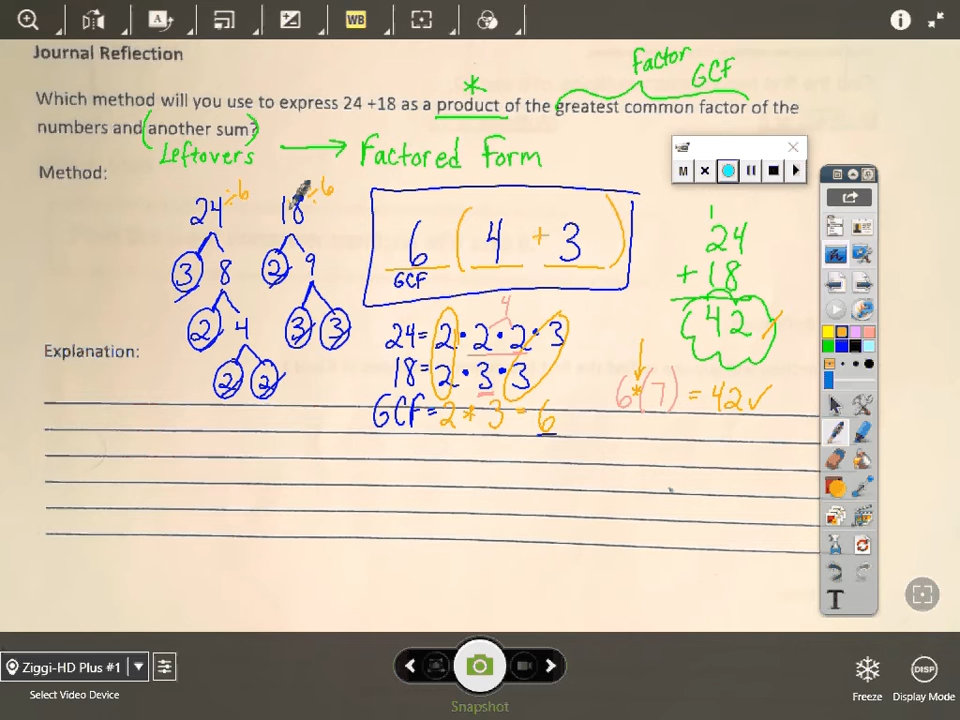 WB
Journal Reflection
Factor
GCF
*
Which method will you use to express 24 +18 as a product of the greatest common factor of the
numbers and (another sum?)
Leftovers → Factored Form
Method:
24 ÷6 18 ÷6
3 8 2 9
2 4 3 3
2 2
6 (4 + 3)
GCF
4
24= 2 • 2 • 2 • 3
18= 2 • 3 • 3
GCF= 2 * 3 = 6
1
24
+ 18
42
6 * (7) = 42 ✓
Explanation:
M
T
Ziggi-HD Plus #1
Select Video Device
Snapshot
Freeze
DISP
Display Mode